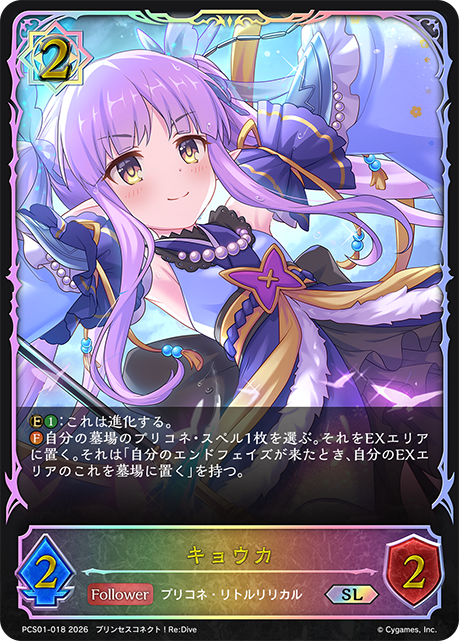 2
E 1:これは進化する。
F 自分の墓場のプリコネ・スペル1枚を選ぶ。それをEXエリア
に置く。それは「自分のエンドフェイズが来たとき、自分のEXエ
リアのこれを墓場に置く」を持つ。
キョウカ
2
Follower プリコネ・リトルリリカル SL
2
PCS01-018 2026 プリンセスコネクト!Re:Dive © Cygames, Inc.